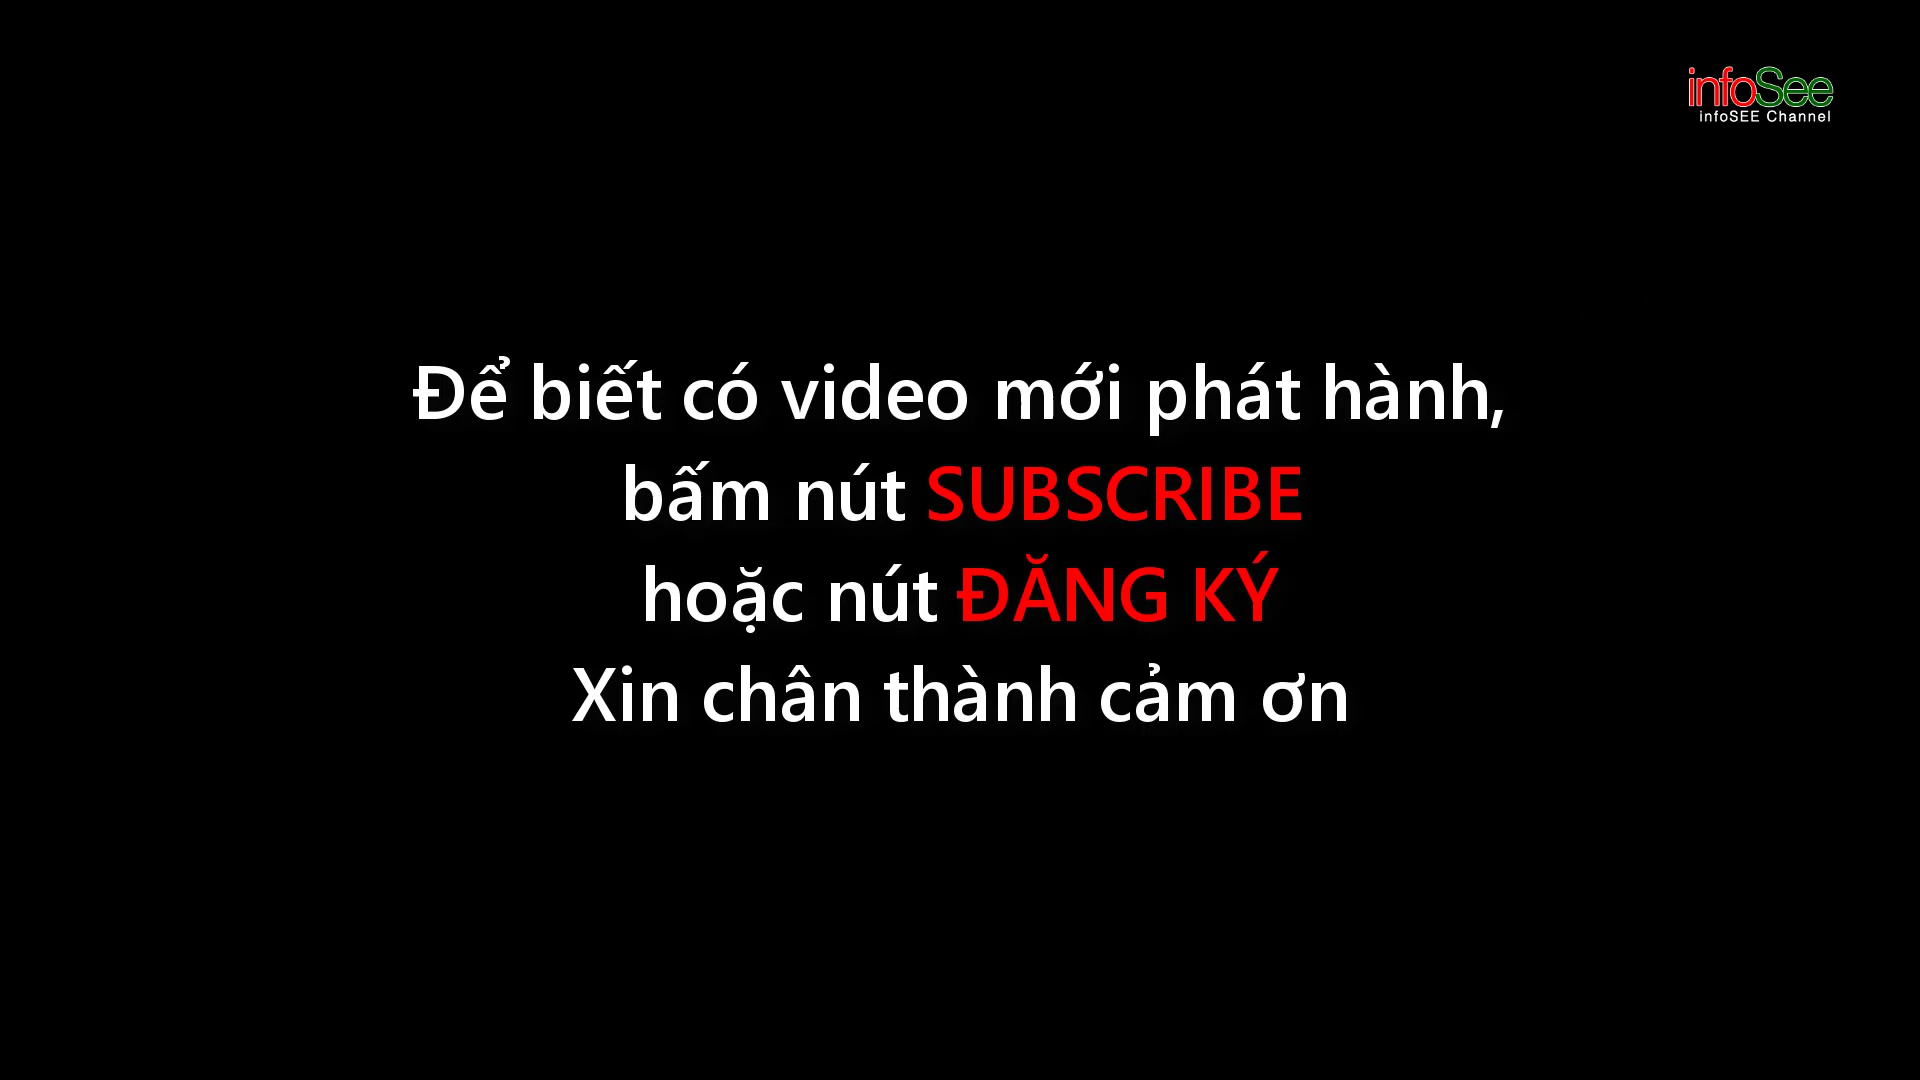 infoSee
infoSEE Channel
Để biết có video mới phát hành,
bấm nút SUBSCRIBE
hoặc nút ĐĂNG KÝ
Xin chân thành cảm ơn